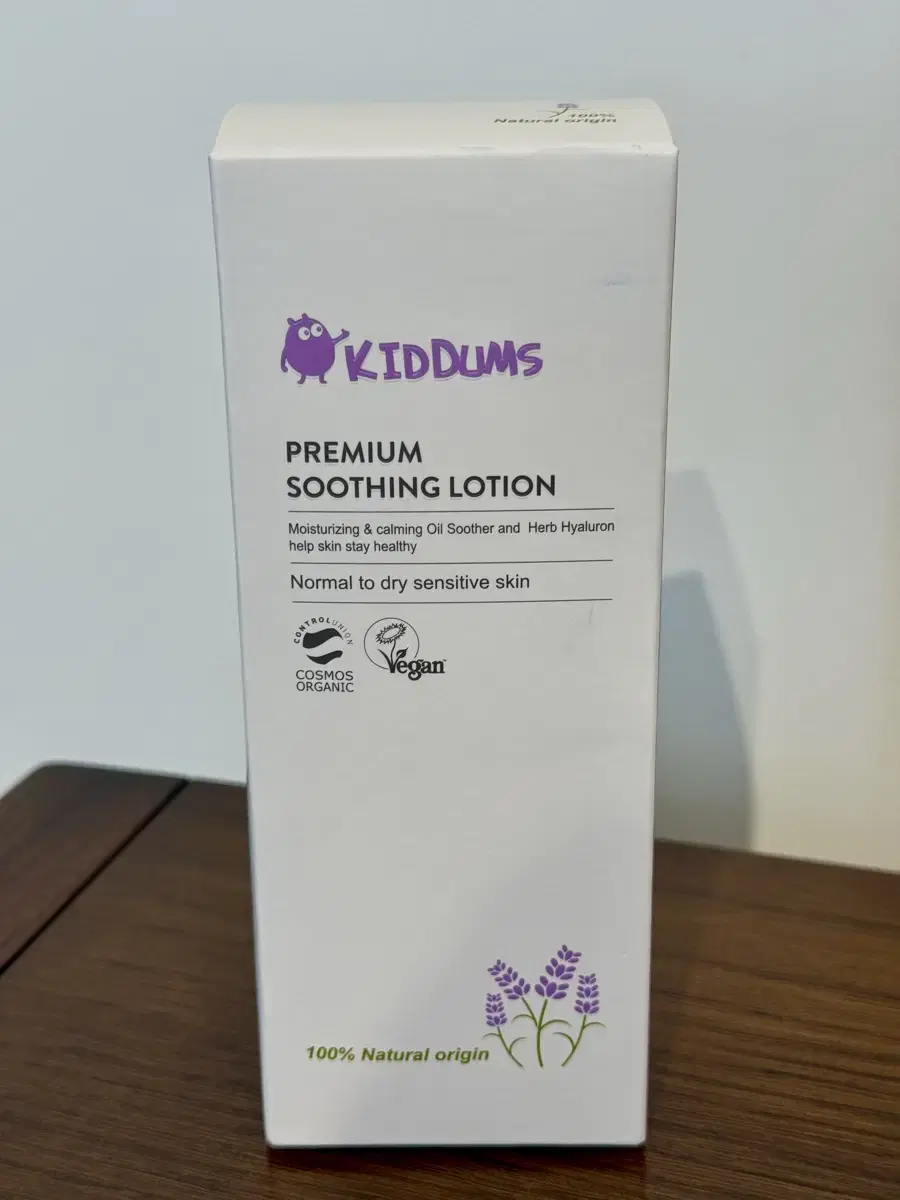 100%
Natural origin
KIDDUMS
PREMIUM
SOOTHING LOTION
Moisturizing & calming Oil Soother and Herb Hyaluron
help skin stay healthy
Normal to dry sensitive skin
CONTROLUNION
COSMOS
ORGANIC
Vegan™
100% Natural origin